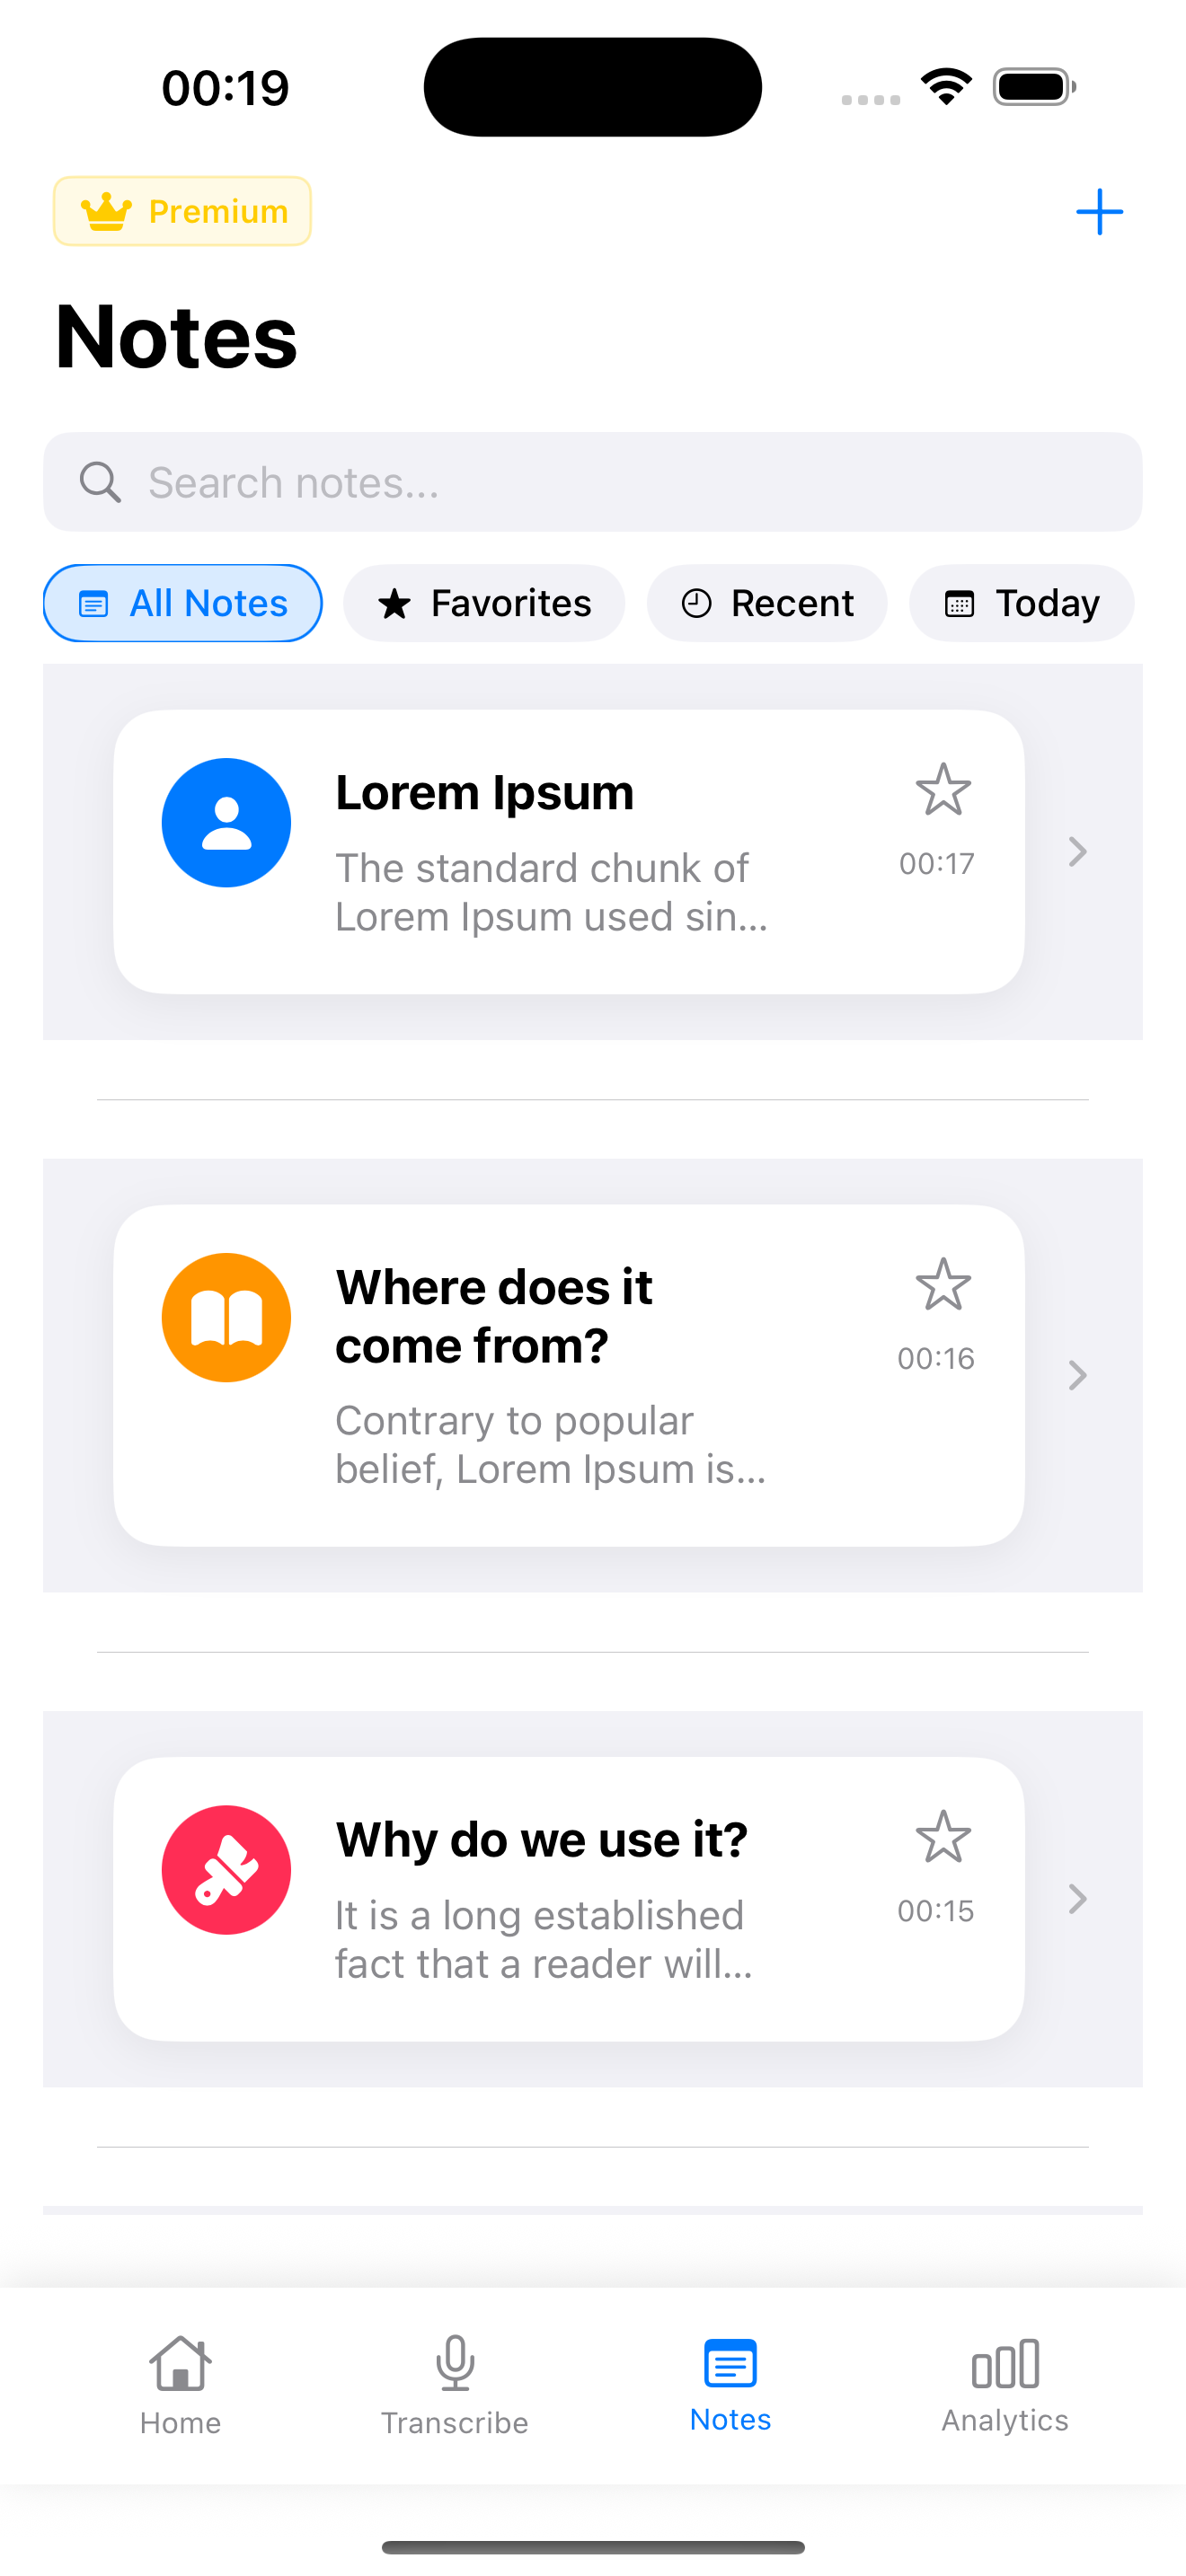 00:19
Premium
Notes
Search notes...
All Notes
Favorites
Recent
Today
Lorem Ipsum
00:17
The standard chunk of
Lorem Ipsum used sin...
Where does it
come from?
00:16
Contrary to popular
belief, Lorem Ipsum is...
Why do we use it?
00:15
It is a long established
fact that a reader will...
Home
Transcribe
Notes
Analytics